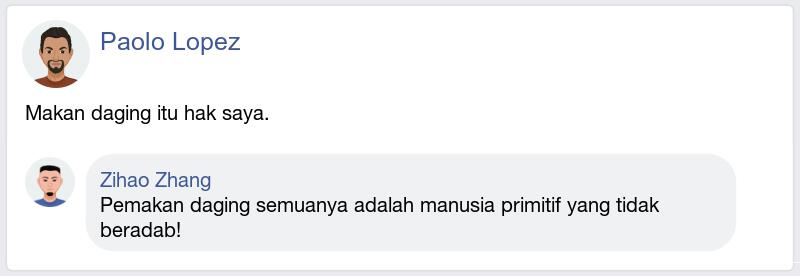 Paolo Lopez
Makan daging itu hak saya.
Zihao Zhang
Pemakan daging semuanya adalah manusia primitif yang tidak
beradab!